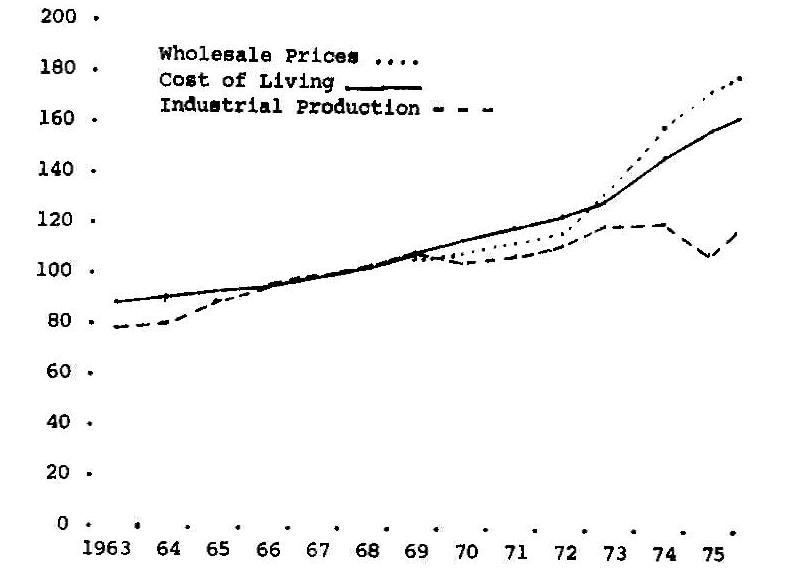 200
180
Wholesale Prices ....
Cost of Living
Industrial Production - - -
160
140
120
100
80
60
40
20
0
1963 64 65 66 67 68 69 70 71 72 73 74 75